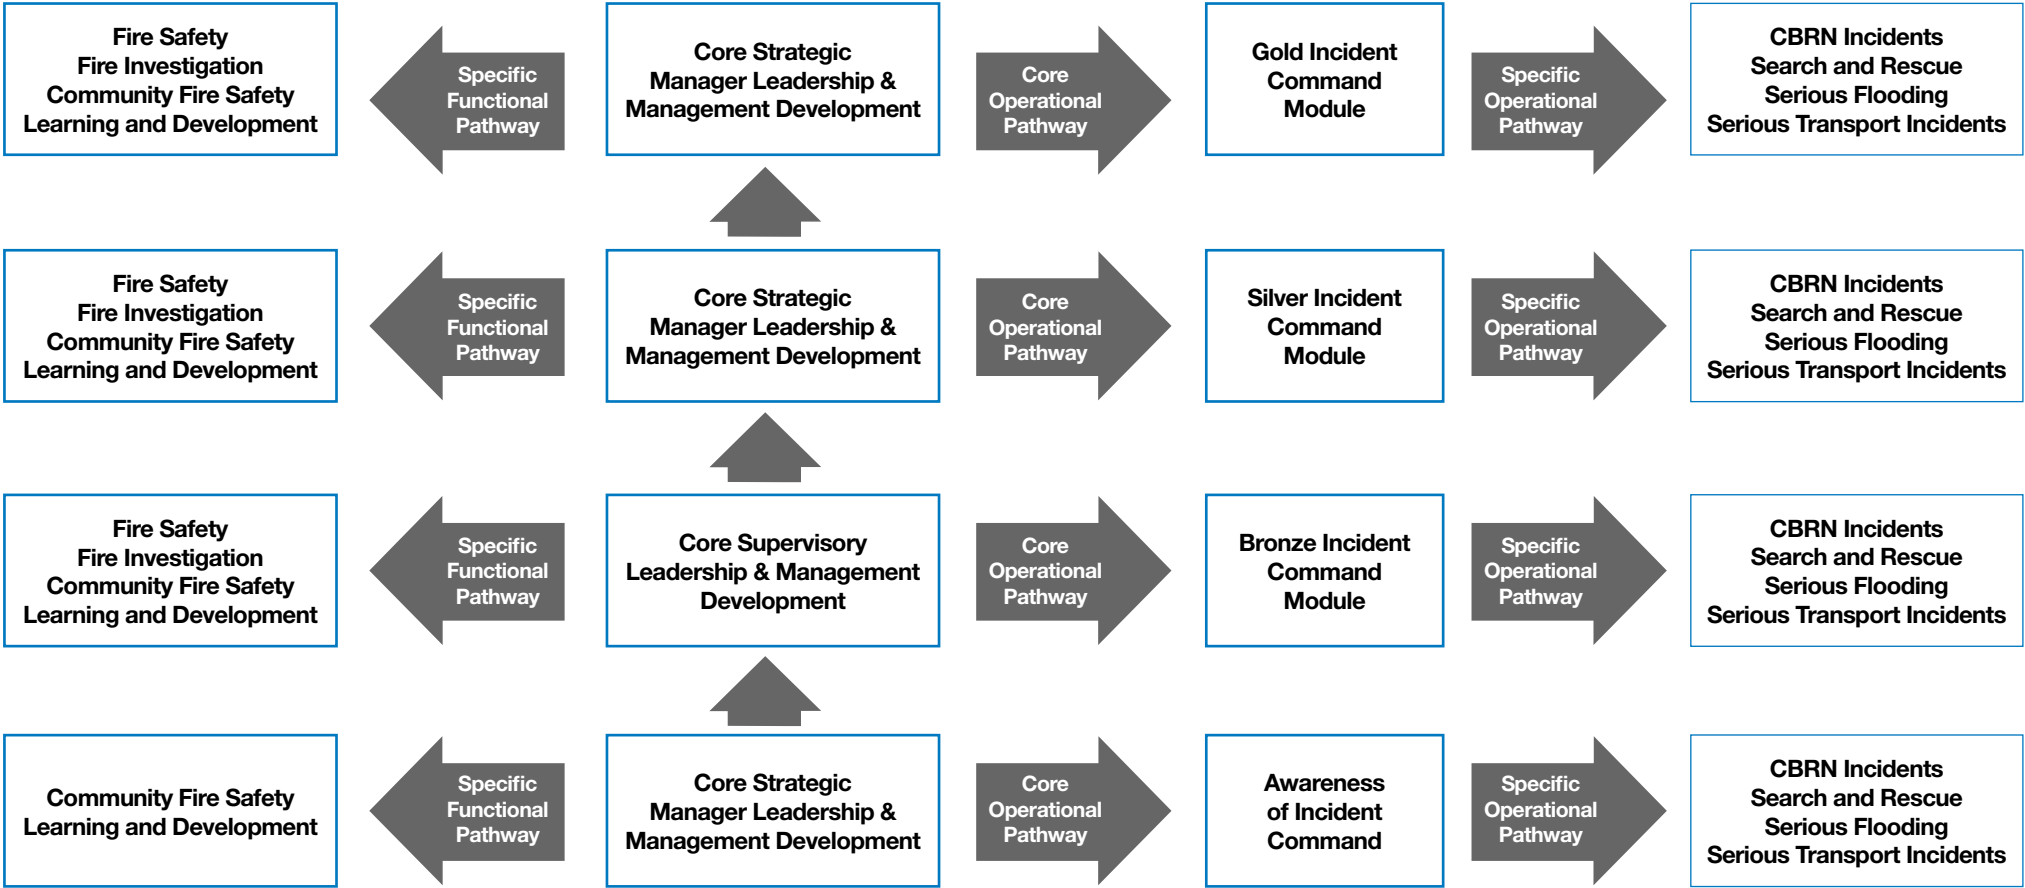 Fire Safety
Fire Investigation
Community Fire Safety
Learning and Development
Specific
Functional
Pathway
Core Strategic
Manager Leadership &
Management Development
Core
Operational
Pathway
Gold Incident
Command
Module
Specific
Operational
Pathway
CBRN Incidents
Search and Rescue
Serious Flooding
Serious Transport Incidents
Fire Safety
Fire Investigation
Community Fire Safety
Learning and Development
Specific
Functional
Pathway
Core Strategic
Manager Leadership &
Management Development
Core
Operational
Pathway
Silver Incident
Command
Module
Specific
Operational
Pathway
CBRN Incidents
Search and Rescue
Serious Flooding
Serious Transport Incidents
Fire Safety
Fire Investigation
Community Fire Safety
Learning and Development
Specific
Functional
Pathway
Core Supervisory
Leadership & Management
Development
Core
Operational
Pathway
Bronze Incident
Command
Module
Specific
Operational
Pathway
CBRN Incidents
Search and Rescue
Serious Flooding
Serious Transport Incidents
Community Fire Safety
Learning and Development
Specific
Functional
Pathway
Core Strategic
Manager Leadership &
Management Development
Core
Operational
Pathway
Awareness
of Incident
Command
Specific
Operational
Pathway
CBRN Incidents
Search and Rescue
Serious Flooding
Serious Transport Incidents